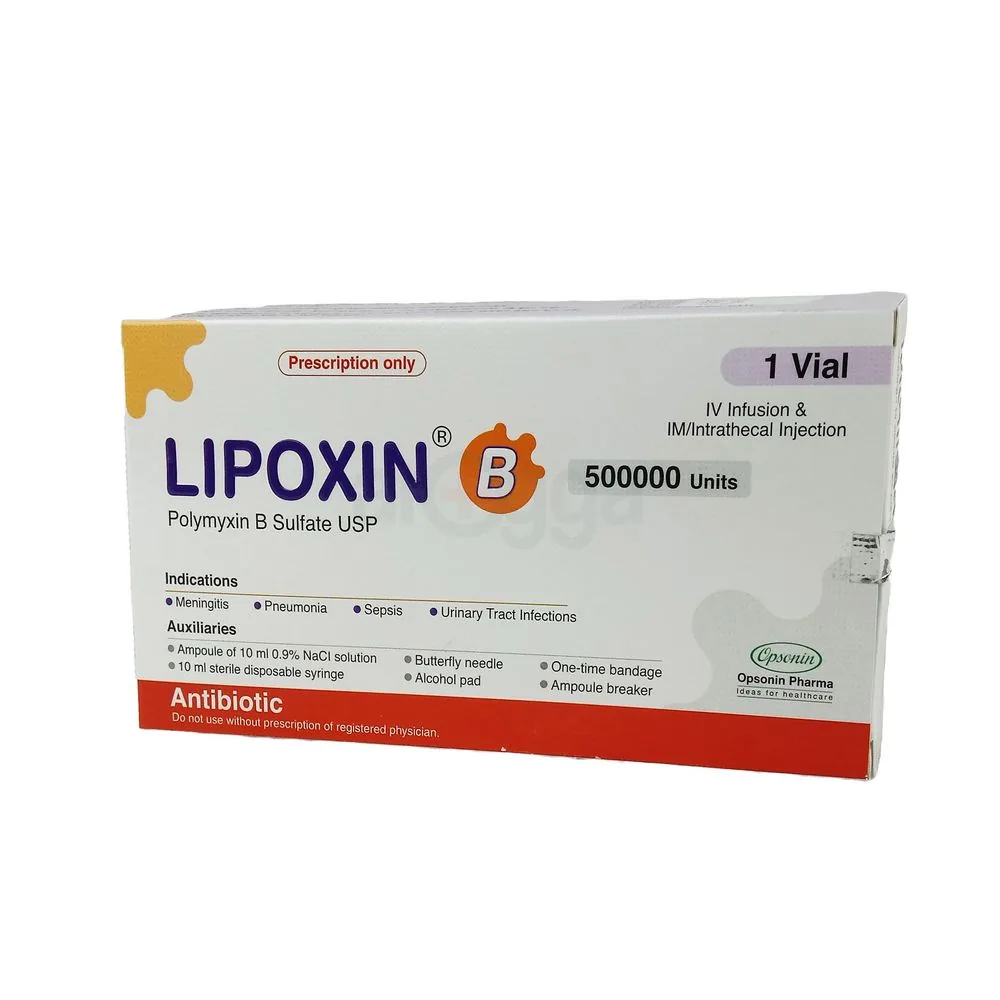 Prescription only
1 Vial
IV Infusion &
IM/Intrathecal Injection
LIPOXIN® B
500000 Units
Polymyxin B Sulfate USP
Indications
• Meningitis • Pneumonia • Sepsis • Urinary Tract Infections
Auxiliaries
• Ampoule of 10 ml 0.9% NaCl solution • Butterfly needle • One-time bandage
• 10 ml sterile disposable syringe • Alcohol pad • Ampoule breaker
Opsonin
Opsonin Pharma
Ideas for healthcare
Antibiotic
Do not use without prescription of registered physician.